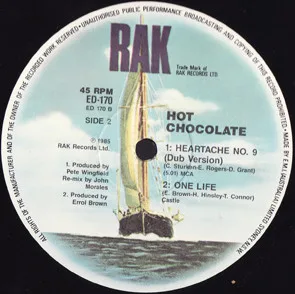 ALL RIGHTS OF THE MANUFACTURER AND OF THE OWNER OF THE RECORDED WORK RESERVED • UNAUTHORISED PUBLIC PERFORMANCE BROADCASTING AND COPYING OF THIS RECORD PROHIBITED • MADE BY E.M.I. (AUSTRALIA) LIMITED SYDNEY N.S.W.
RAK
Trade Mark of
RAK RECORDS LTD
45 RPM
ED-170
ED 170 B
SIDE 2
HOT
CHOCOLATE
℗ 1985
RAK Records Ltd.
1: HEARTACHE NO. 9
(Dub Version)
(C. Sturken-E. Rogers-D. Grant)
(5.01) MCA
1: Produced by
Pete Wingfield
Re-mix by John
Morales
2: Produced by
Errol Brown
2: ONE LIFE
(E. Brown-H. Hinsley-T. Connor)
Castle